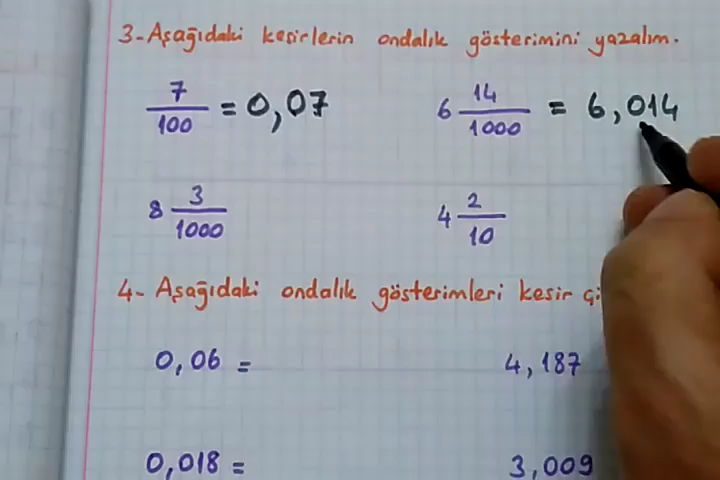 3-Aşağıdaki kesirlerin ondalık gösterimini yazalım.
7/100 = 0,07
6 14/1000 = 6,014
8 3/1000
4 2/10
4- Aşağıdaki ondalık gösterimleri kesir
0,06 =
4,187
0,018 =
3,009